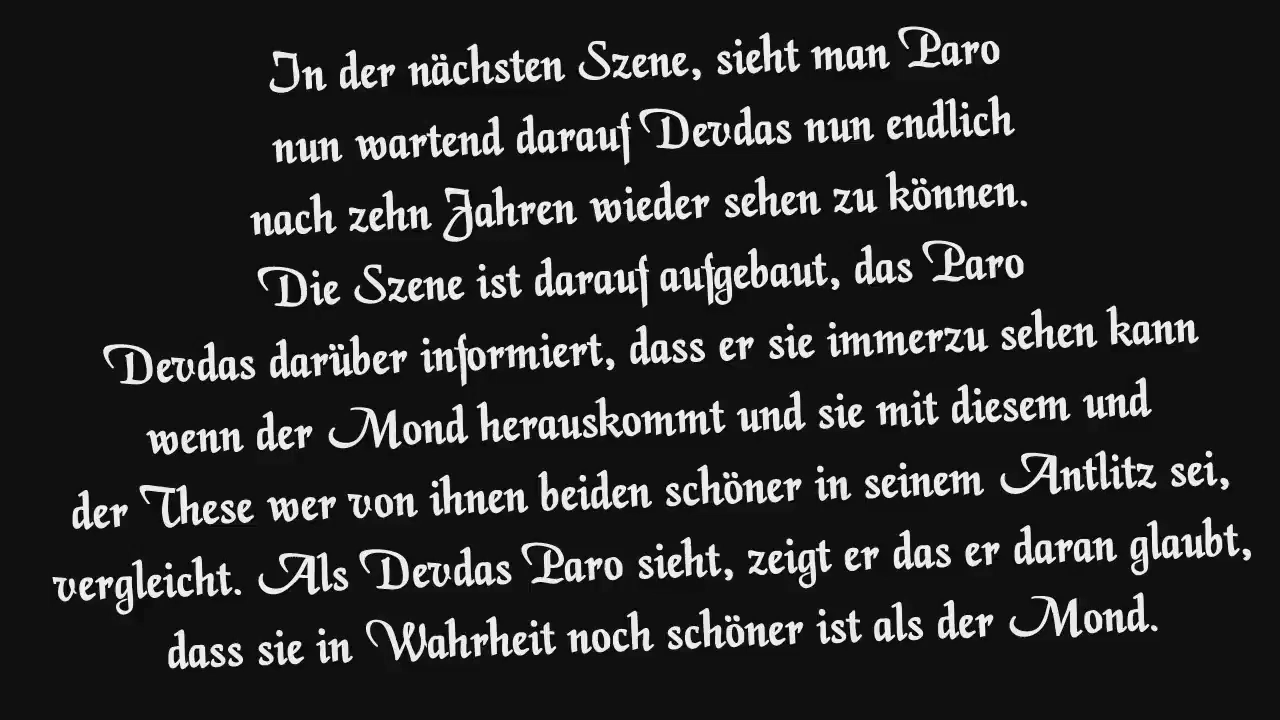 In der nächsten Szene, sieht man Paro
nun wartend darauf Devdas nun endlich
nach zehn Jahren wieder sehen zu können.
Die Szene ist darauf aufgebaut, das Paro
Devdas darüber informiert, dass er sie immerzu sehen kann
wenn der Mond herauskommt und sie mit diesem und
der These wer von ihnen beiden schöner in seinem Antlitz sei,
vergleicht. Als Devdas Paro sieht, zeigt er das er daran glaubt,
dass sie in Wahrheit noch schöner ist als der Mond.